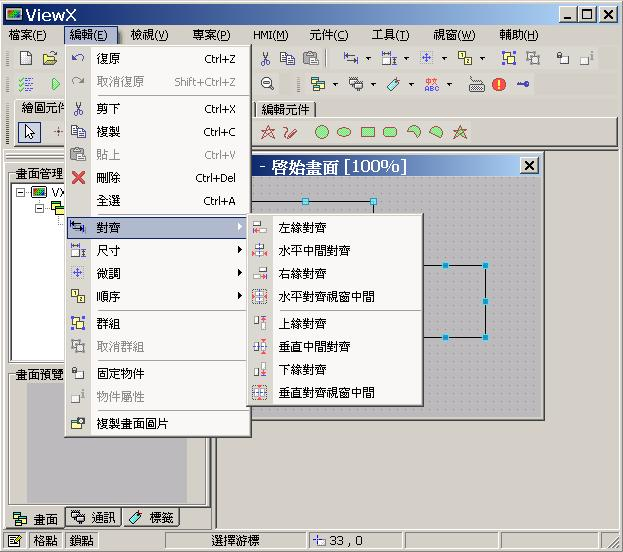 ViewX
檔案(F) 編輯(E) 檢視(V) 專案(P) HMI(M) 元件(C) 工具(T) 視窗(W) 輔助(H)
復原 Ctrl+Z
取消復原 Shift+Ctrl+Z
剪下 Ctrl+X
複製 Ctrl+C
貼上 Ctrl+V
刪除 Ctrl+Del
全選 Ctrl+A
對齊
尺寸
微調
順序
群組
取消群組
固定物件
物件屬性
複製畫面圖片
左緣對齊
水平中間對齊
右緣對齊
水平對齊視窗中間
上緣對齊
垂直中間對齊
下緣對齊
垂直對齊視窗中間
中文
ABC
繪圖元件
編輯元件
畫面管理
VX
- 啓始畫面 [100%]
畫面預覽
畫面 通訊 標籤
格點 鎖點 選擇游標 33 , 0